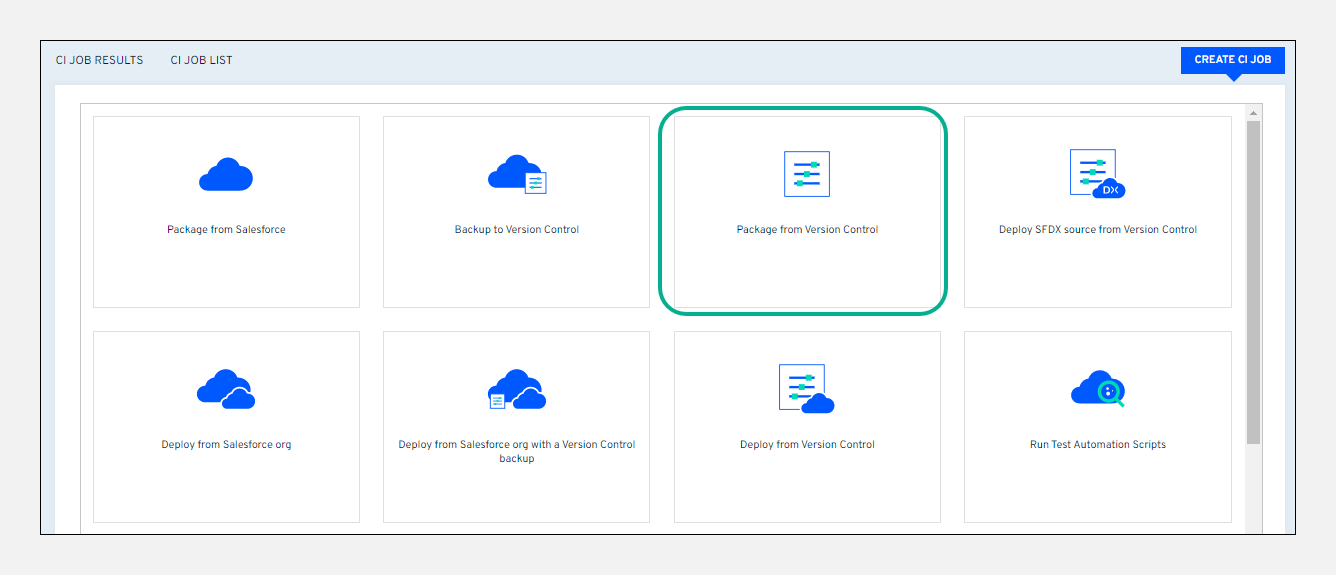 CI JOB RESULTS
CI JOB LIST
CREATE CI JOB
Package from Salesforce
Backup to Version Control
Package from Version Control
DX
Deploy SFDX source from Version Control
Deploy from Salesforce org
Deploy from Salesforce org with a Version Control
backup
Deploy from Version Control
Run Test Automation Scripts